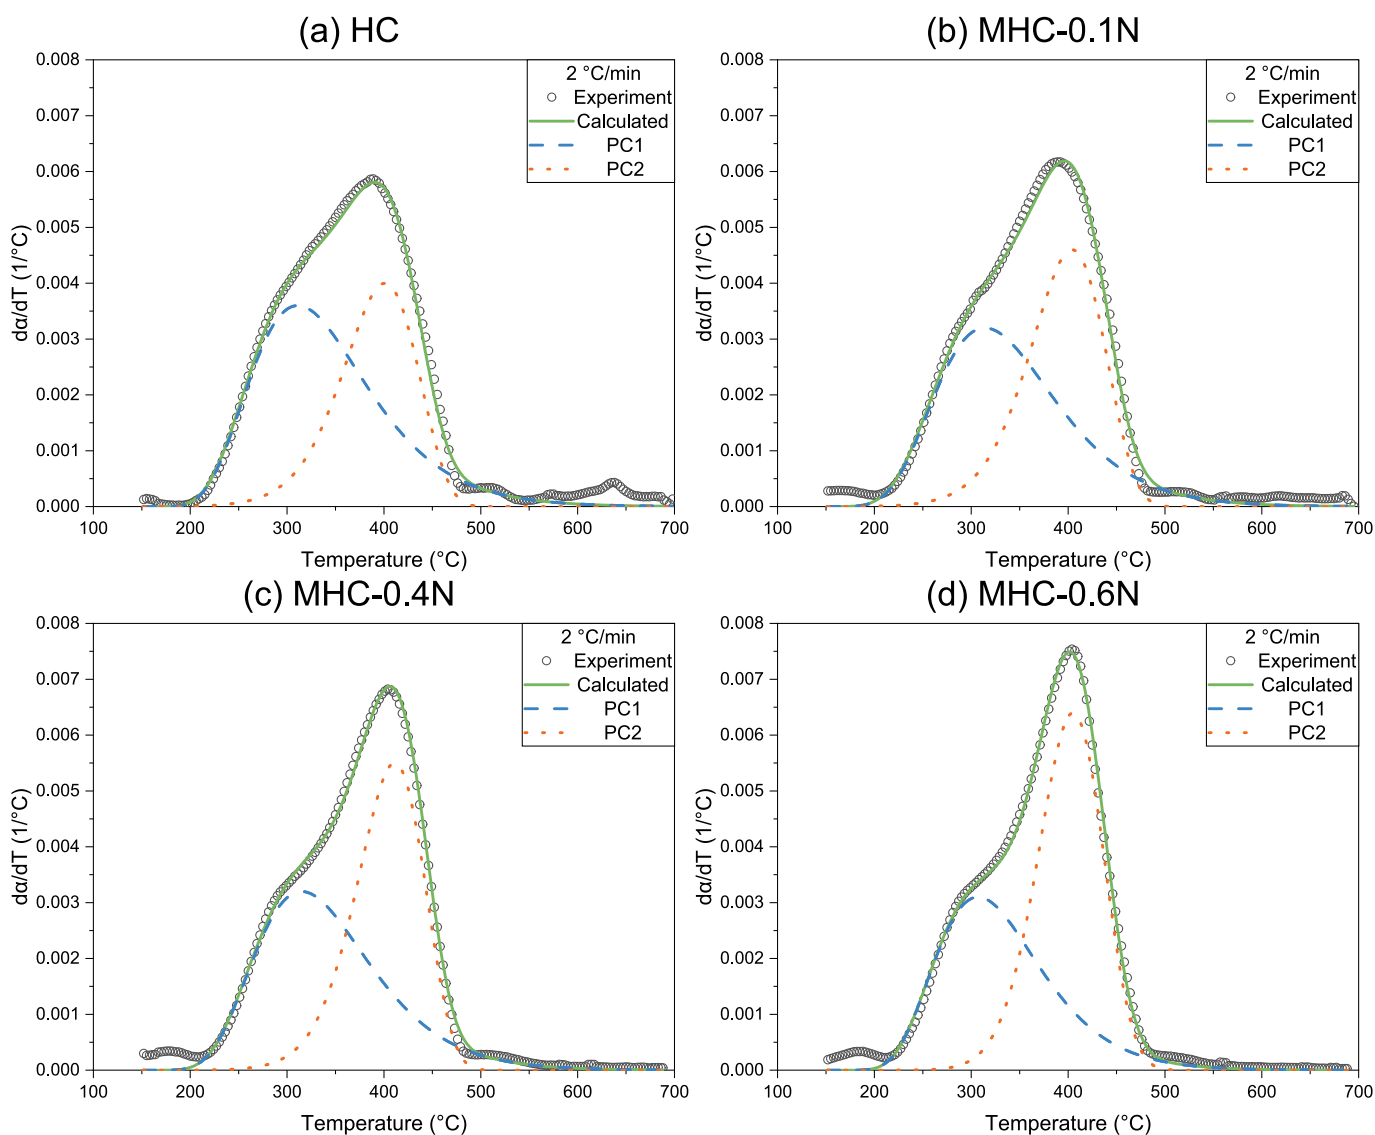 (a) HC
0.008
0.007
0.006
0.005
0.004
0.003
0.002
0.001
0.000
dα/dT (1/°C)
2 °C/min
Experiment
Calculated
PC1
PC2
100 200 300 400 500 600 700
Temperature (°C)
(b) MHC-0.1N
0.008
0.007
0.006
0.005
0.004
0.003
0.002
0.001
0.000
dα/dT (1/°C)
2 °C/min
Experiment
Calculated
PC1
PC2
100 200 300 400 500 600 700
Temperature (°C)
(c) MHC-0.4N
0.008
0.007
0.006
0.005
0.004
0.003
0.002
0.001
0.000
dα/dT (1/°C)
2 °C/min
Experiment
Calculated
PC1
PC2
100 200 300 400 500 600 700
Temperature (°C)
(d) MHC-0.6N
0.008
0.007
0.006
0.005
0.004
0.003
0.002
0.001
0.000
dα/dT (1/°C)
2 °C/min
Experiment
Calculated
PC1
PC2
100 200 300 400 500 600 700
Temperature (°C)